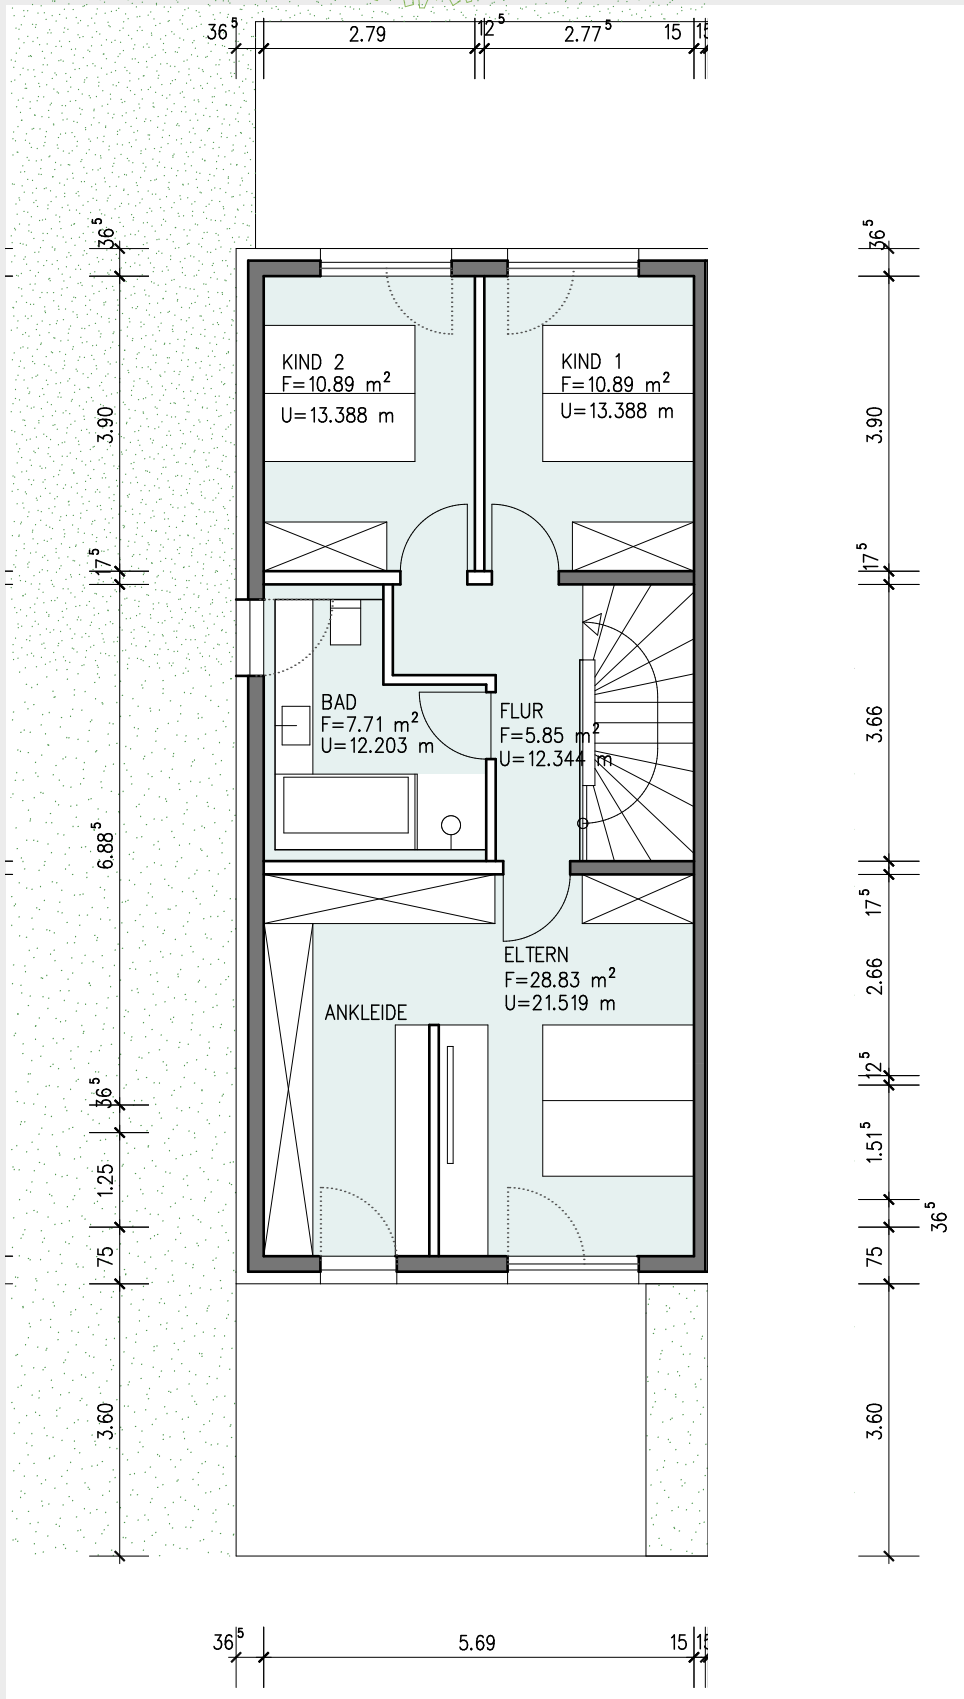 36⁵ 2.79 12⁵ 2.77⁵ 15
36⁵
3.90
17⁵
6.88⁵
36⁵
1.25
75
3.60
KIND 2
F=10.89 m²
U=13.388 m
KIND 1
F=10.89 m²
U=13.388 m
BAD
F=7.71 m²
U=12.203 m
FLUR
F=5.85 m²
U=12.344 m
ELTERN
F=28.83 m²
U=21.519 m
ANKLEIDE
36⁵
3.90
17⁵
3.66
17⁵
2.66
12⁵
1.51⁵
36⁵
75
3.60
36⁵ 5.69 15